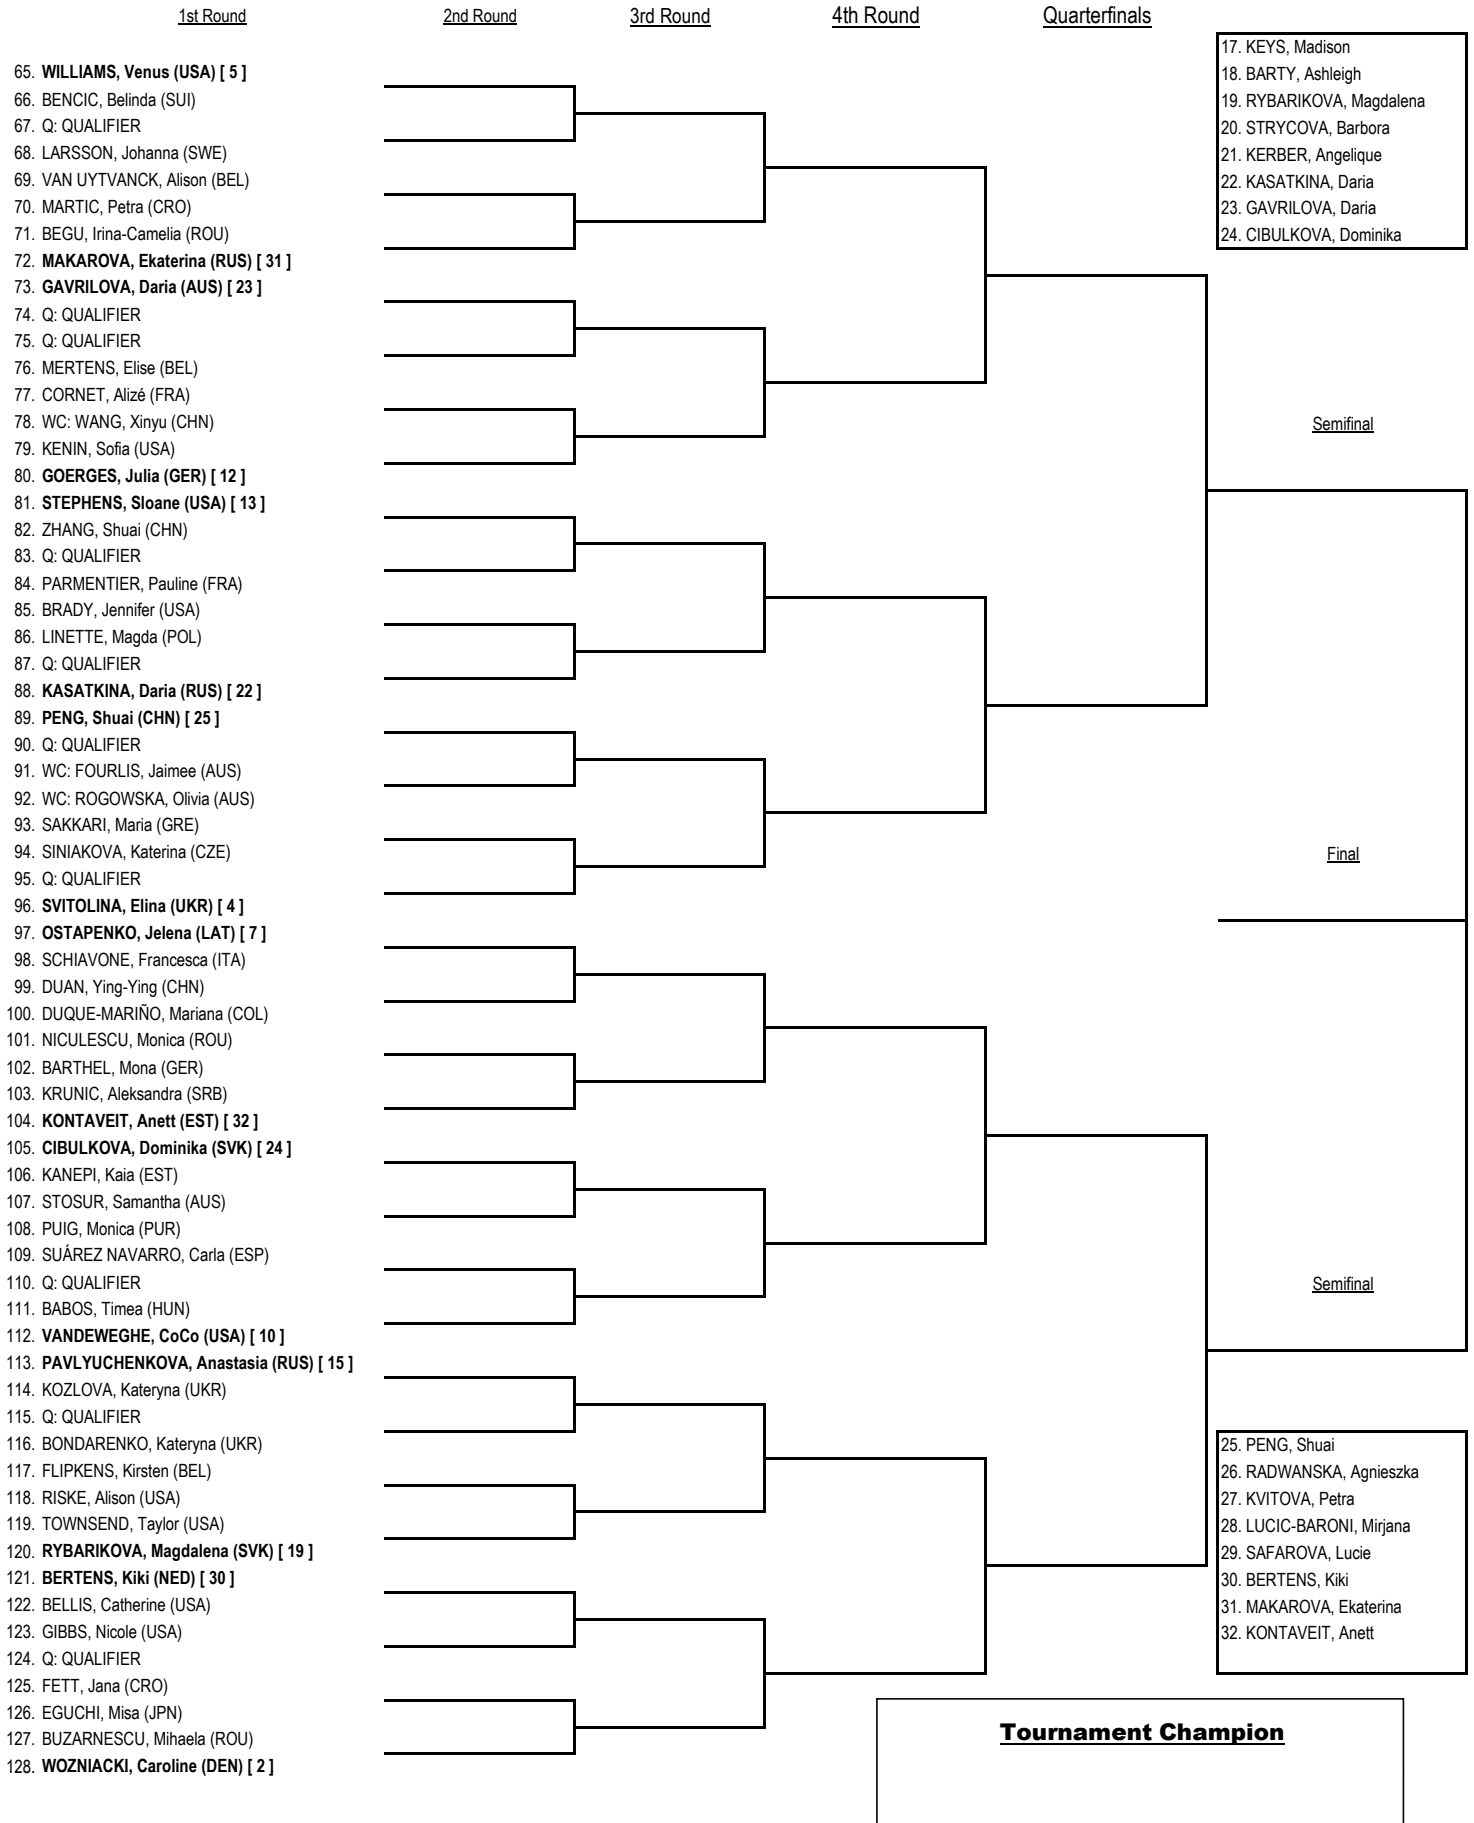 1st Round
2nd Round
3rd Round
4th Round
Quarterfinals
65. WILLIAMS, Venus (USA) [ 5 ]
66. BENCIC, Belinda (SUI)
67. Q: QUALIFIER
68. LARSSON, Johanna (SWE)
69. VAN UYTVANCK, Alison (BEL)
70. MARTIC, Petra (CRO)
71. BEGU, Irina-Camelia (ROU)
72. MAKAROVA, Ekaterina (RUS) [ 31 ]
73. GAVRILOVA, Daria (AUS) [ 23 ]
74. Q: QUALIFIER
75. Q: QUALIFIER
76. MERTENS, Elise (BEL)
77. CORNET, Alizé (FRA)
78. WC: WANG, Xinyu (CHN)
79. KENIN, Sofia (USA)
80. GOERGES, Julia (GER) [ 12 ]
81. STEPHENS, Sloane (USA) [ 13 ]
82. ZHANG, Shuai (CHN)
83. Q: QUALIFIER
84. PARMENTIER, Pauline (FRA)
85. BRADY, Jennifer (USA)
86. LINETTE, Magda (POL)
87. Q: QUALIFIER
88. KASATKINA, Daria (RUS) [ 22 ]
89. PENG, Shuai (CHN) [ 25 ]
90. Q: QUALIFIER
91. WC: FOURLIS, Jaimee (AUS)
92. WC: ROGOWSKA, Olivia (AUS)
93. SAKKARI, Maria (GRE)
94. SINIAKOVA, Katerina (CZE)
95. Q: QUALIFIER
96. SVITOLINA, Elina (UKR) [ 4 ]
97. OSTAPENKO, Jelena (LAT) [ 7 ]
98. SCHIAVONE, Francesca (ITA)
99. DUAN, Ying-Ying (CHN)
100. DUQUE-MARIÑO, Mariana (COL)
101. NICULESCU, Monica (ROU)
102. BARTHEL, Mona (GER)
103. KRUNIC, Aleksandra (SRB)
104. KONTAVEIT, Anett (EST) [ 32 ]
105. CIBULKOVA, Dominika (SVK) [ 24 ]
106. KANEPI, Kaia (EST)
107. STOSUR, Samantha (AUS)
108. PUIG, Monica (PUR)
109. SUÁREZ NAVARRO, Carla (ESP)
110. Q: QUALIFIER
111. BABOS, Timea (HUN)
112. VANDEWEGHE, CoCo (USA) [ 10 ]
113. PAVLYUCHENKOVA, Anastasia (RUS) [ 15 ]
114. KOZLOVA, Kateryna (UKR)
115. Q: QUALIFIER
116. BONDARENKO, Kateryna (UKR)
117. FLIPKENS, Kirsten (BEL)
118. RISKE, Alison (USA)
119. TOWNSEND, Taylor (USA)
120. RYBARIKOVA, Magdalena (SVK) [ 19 ]
121. BERTENS, Kiki (NED) [ 30 ]
122. BELLIS, Catherine (USA)
123. GIBBS, Nicole (USA)
124. Q: QUALIFIER
125. FETT, Jana (CRO)
126. EGUCHI, Misa (JPN)
127. BUZARNESCU, Mihaela (ROU)
128. WOZNIACKI, Caroline (DEN) [ 2 ]
17. KEYS, Madison
18. BARTY, Ashleigh
19. RYBARIKOVA, Magdalena
20. STRYCOVA, Barbora
21. KERBER, Angelique
22. KASATKINA, Daria
23. GAVRILOVA, Daria
24. CIBULKOVA, Dominika
Semifinal
Final
Semifinal
25. PENG, Shuai
26. RADWANSKA, Agnieszka
27. KVITOVA, Petra
28. LUCIC-BARONI, Mirjana
29. SAFAROVA, Lucie
30. BERTENS, Kiki
31. MAKAROVA, Ekaterina
32. KONTAVEIT, Anett
Tournament Champion